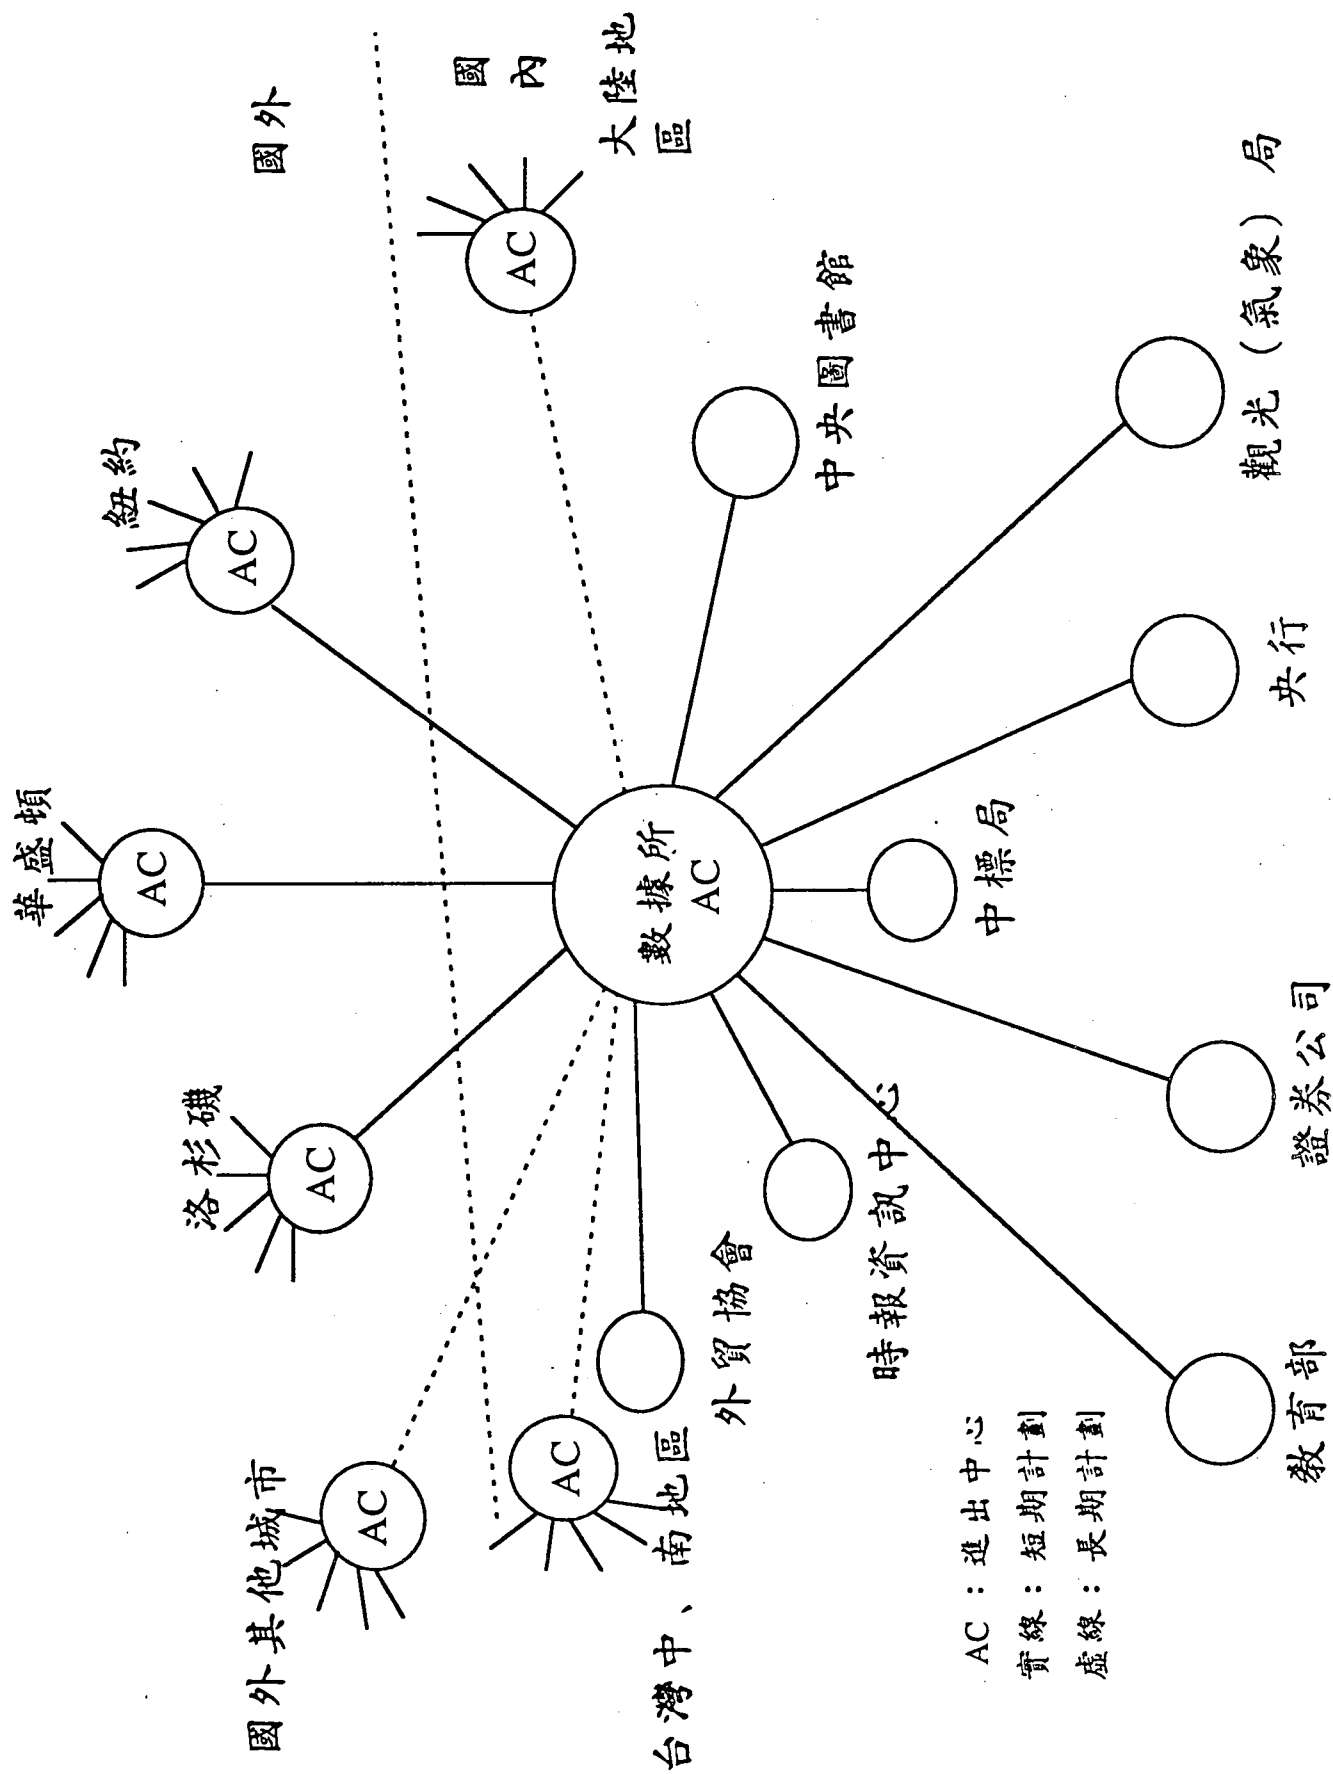 國外
國
內
大陸地
區
紐約
AC
AC
華盛頓
AC
洛杉磯
AC
國外其他城市
AC
數據所
AC
AC
台灣中、南地區
外貿協會
時報資訊中心
中央圖書館
觀光（氣象）局
央行
中標局
證券公司
教育部
AC：進出中心
實線：短期計劃
虛線：長期計劃